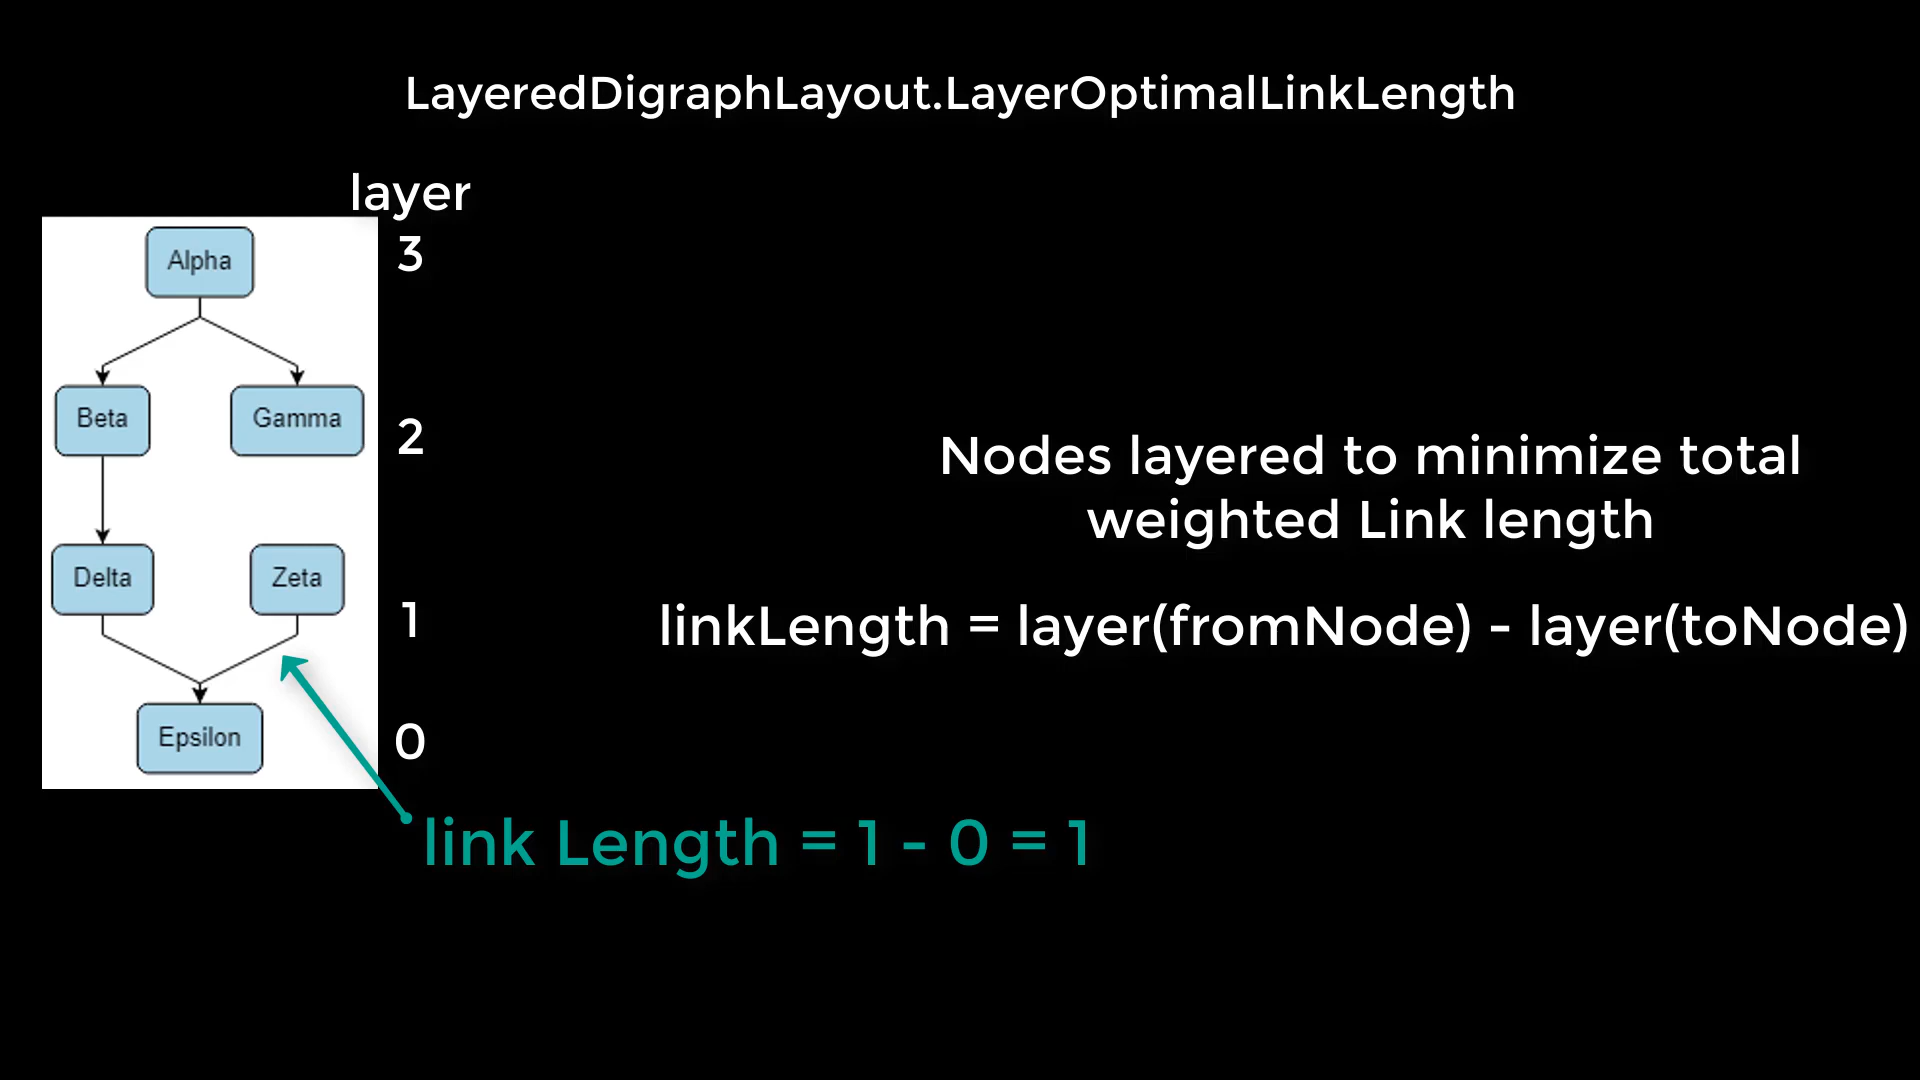 LayeredDigraphLayout.LayerOptimalLinkLength
layer
Alpha
3
Beta
Gamma
2
Nodes layered to minimize total
weighted Link length
Delta
Zeta
1
linkLength = layer(fromNode) - layer(toNode)
Epsilon
0
link Length = 1 - 0 = 1